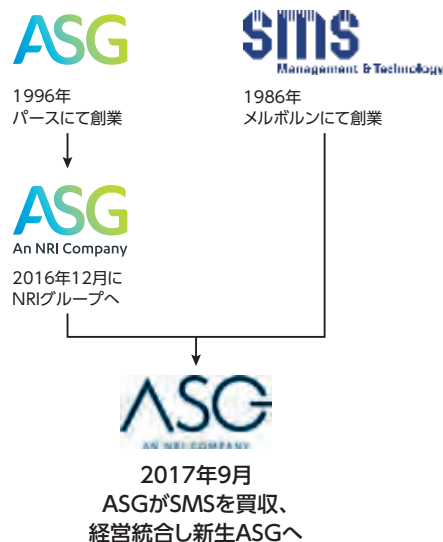 ASG
1996年
パースにて創業
SMS
Management & Technology
1986年
メルボルンにて創業
ASG
An NRI Company
2016年12月に
NRIグループへ
ASG
AN NRI COMPANY
2017年9月
ASGがSMSを買収、
経営統合し新生ASGへ